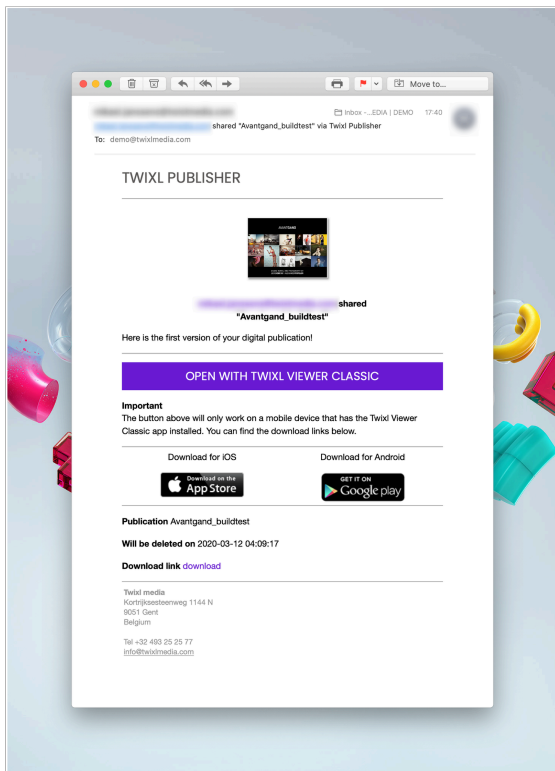 Move to...
Inbox -...EDIA | DEMO 17:40
shared "Avantgand_buildtest" via Twixl Publisher
To: demo@twixlmedia.com
TWIXL PUBLISHER
AVANTGAND
shared
"Avantgand_buildtest"
Here is the first version of your digital publication!
OPEN WITH TWIXL VIEWER CLASSIC
Important
The button above will only work on a mobile device that has the Twixl Viewer
Classic app installed. You can find the download links below.
Download for iOS Download for Android
Download on the
App Store
GET IT ON
Google play
Publication Avantgand_buildtest
Will be deleted on 2020-03-12 04:09:17
Download link download
Twixl media
Kortrijksesteenweg 1144 N
9051 Gent
Belgium
Tel +32 493 25 25 77
info@twixlmedia.com